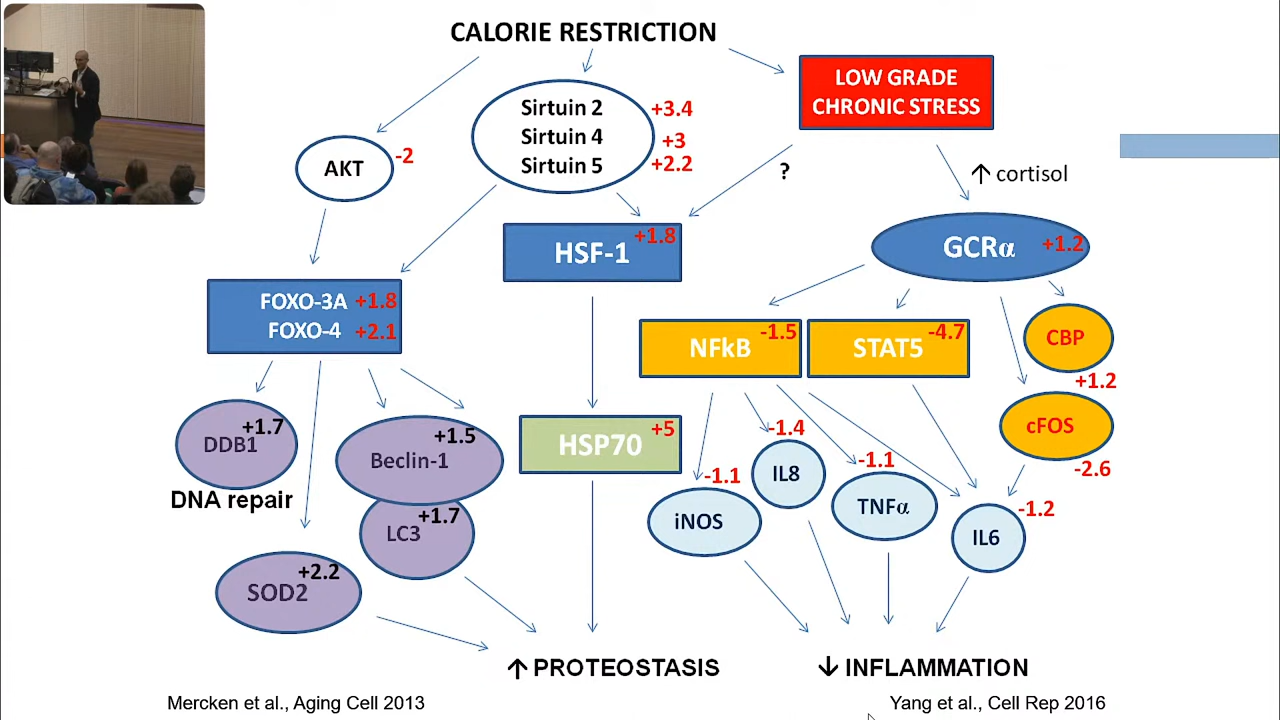 CALORIE RESTRICTION
LOW GRADE
CHRONIC STRESS
Sirtuin 2 +3.4
Sirtuin 4 +3
Sirtuin 5 +2.2
AKT -2
?
↑ cortisol
HSF-1 +1.8
GCRα +1.2
FOXO-3A +1.8
FOXO-4 +2.1
NFkB -1.5
STAT5 -4.7
CBP
+1.2
DDB1 +1.7
DNA repair
Beclin-1 +1.5
LC3 +1.7
SOD2 +2.2
HSP70 +5
cFOS
-2.6
iNOS -1.1
IL8 -1.4
TNFα -1.1
IL6 -1.2
↑ PROTEOSTASIS
↓ INFLAMMATION
Mercken et al., Aging Cell 2013
Yang et al., Cell Rep 2016